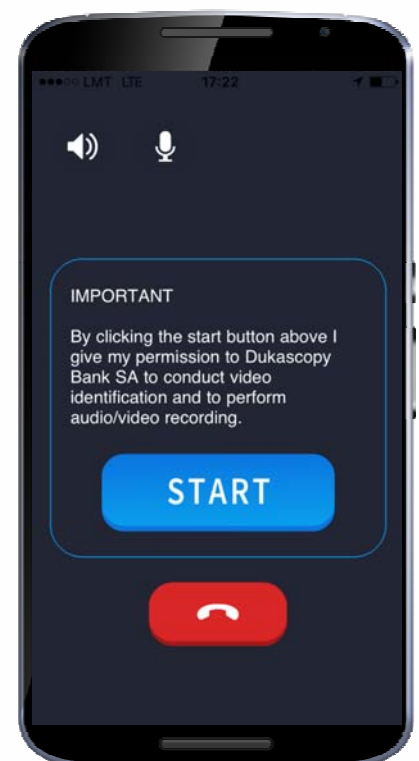 LMT LTE 17:22
IMPORTANT
By clicking the start button above I
give my permission to Dukascopy
Bank SA to conduct video
identification and to perform
audio/video recording.
START